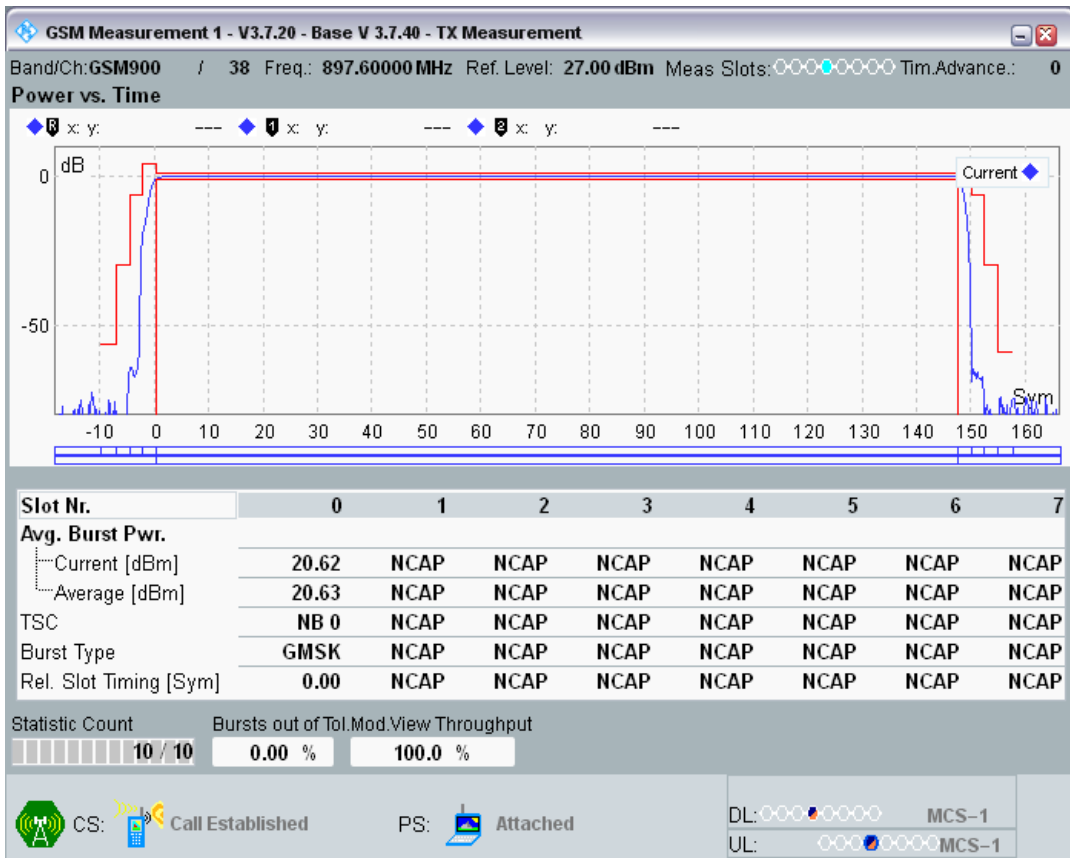 GSM Measurement 1 - V3.7.20 - Base V 3.7.40 - TX Measurement
Band/Ch:GSM900 / 38 Freq.: 897.60000 MHz Ref. Level: 27.00 dBm Meas Slots: Tim.Advance.: 0
Power vs. Time
R x: y: --- 1 x: y: --- 2 x: y: ---
dB
Current
0
-50
Sym
-10 0 10 20 30 40 50 60 70 80 90 100 110 120 130 140 150 160
Slot Nr. 0 1 2 3 4 5 6 7
Avg. Burst Pwr.
Current [dBm] 20.62 NCAP NCAP NCAP NCAP NCAP NCAP NCAP
Average [dBm] 20.63 NCAP NCAP NCAP NCAP NCAP NCAP NCAP
TSC NB 0 NCAP NCAP NCAP NCAP NCAP NCAP NCAP
Burst Type GMSK NCAP NCAP NCAP NCAP NCAP NCAP NCAP
Rel. Slot Timing [Sym] 0.00 NCAP NCAP NCAP NCAP NCAP NCAP NCAP
Statistic Count Bursts out of Tol. Mod.View Throughput
10 / 10 0.00 % 100.0 %
CS: Call Established PS: Attached
DL: MCS-1
UL: MCS-1